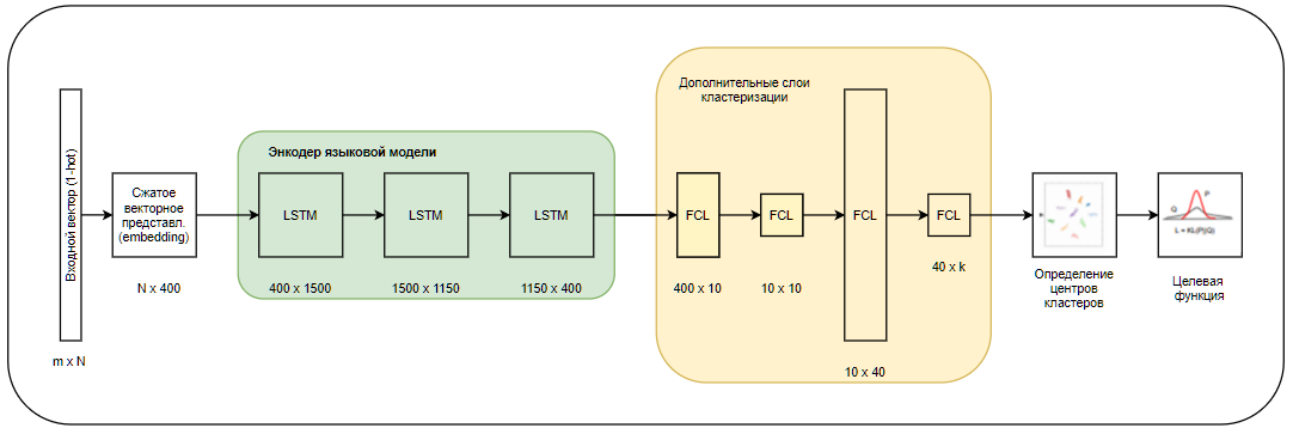 Входной вектор (1-hot)
m x N
Сжатое
векторное
представл.
(embedding)
N x 400
Энкодер языковой модели
LSTM
LSTM
LSTM
400 x 1500
1500 x 1150
1150 x 400
Дополнительные слои
кластеризации
FCL
FCL
FCL
FCL
400 x 10
10 x 10
10 x 40
40 x k
Определение
центров
кластеров
Q
P
L = KL(P||Q)
Целевая
функция